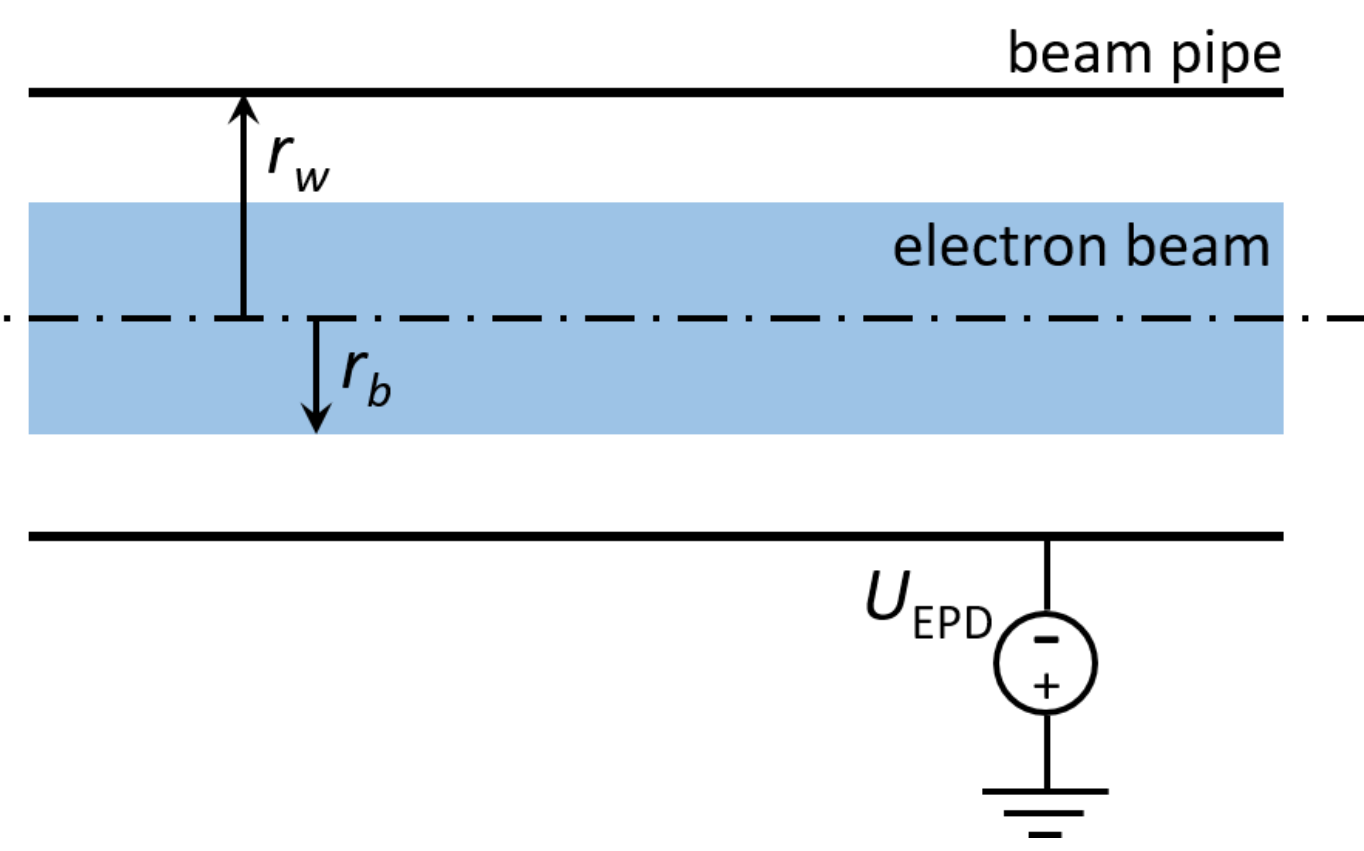 beam pipe
r_w
electron beam
r_b
U_EPD
-
+